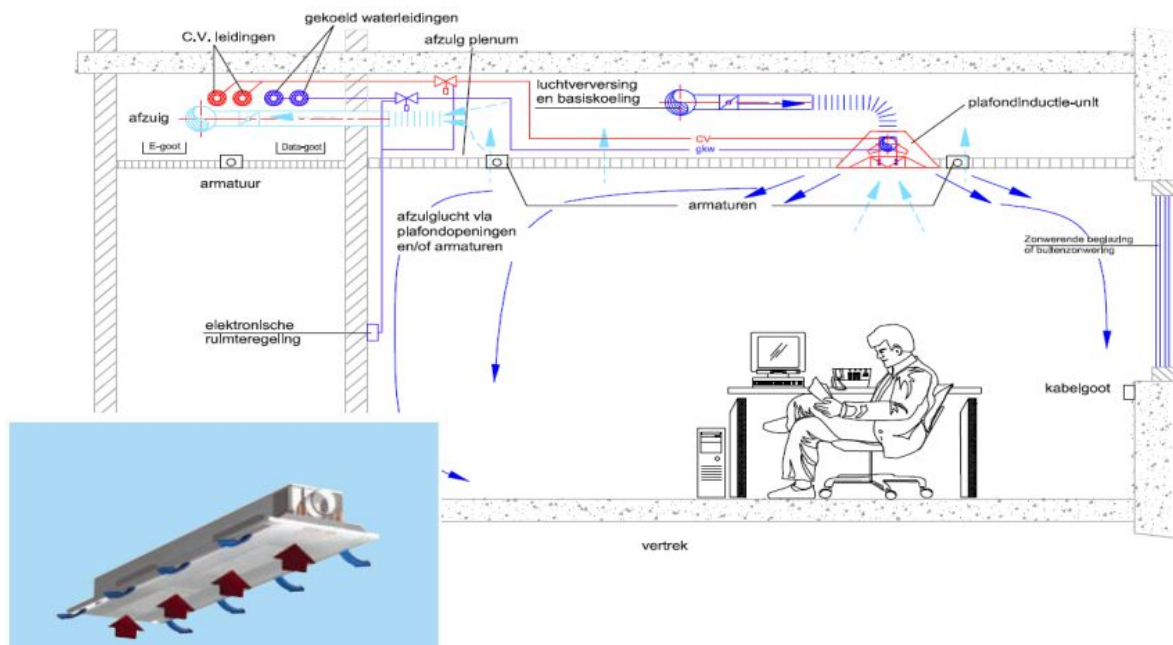 gekoeld waterleidingen
C.V. leidingen
afzuig plenum
luchtverversing
en basiskoeling
plafondinductie-unit
afzuig
CV
gkw
E-goot
Data-goot
armatuur
armaturen
afzuiglucht via
plafondopeningen
en/of armaturen
Zonwerende beglazing
of buitenzonwering
elektronische
ruimteregeling
kabelgoot
vertrek